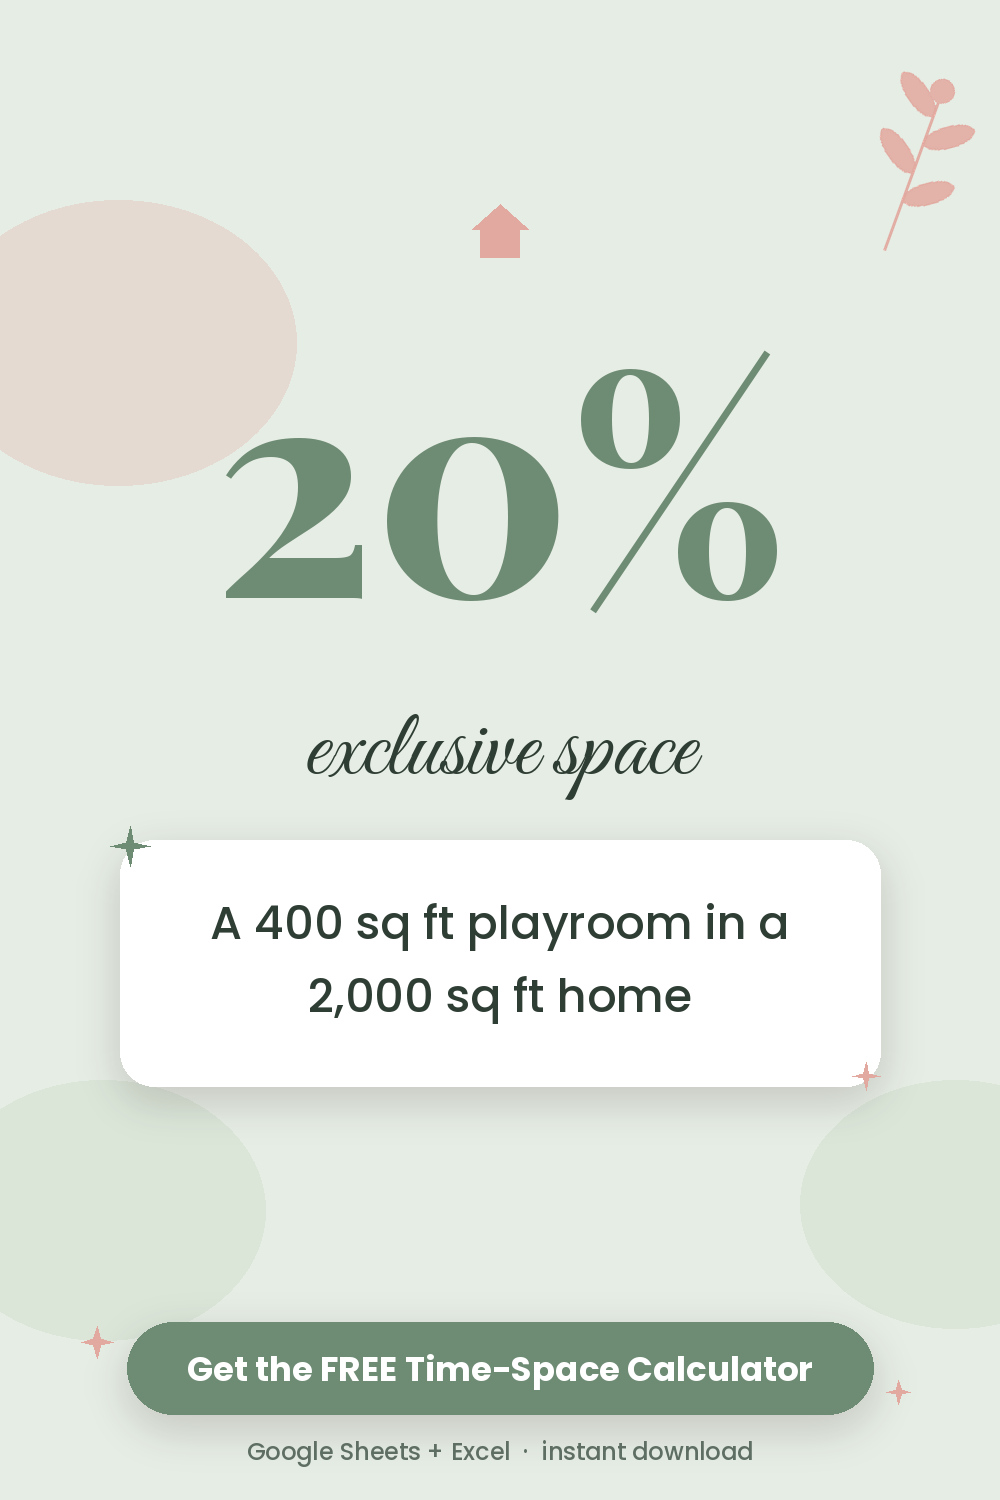 20%
exclusive space
A 400 sq ft playroom in a
2,000 sq ft home
Get the FREE Time-Space Calculator
Google Sheets + Excel · instant download